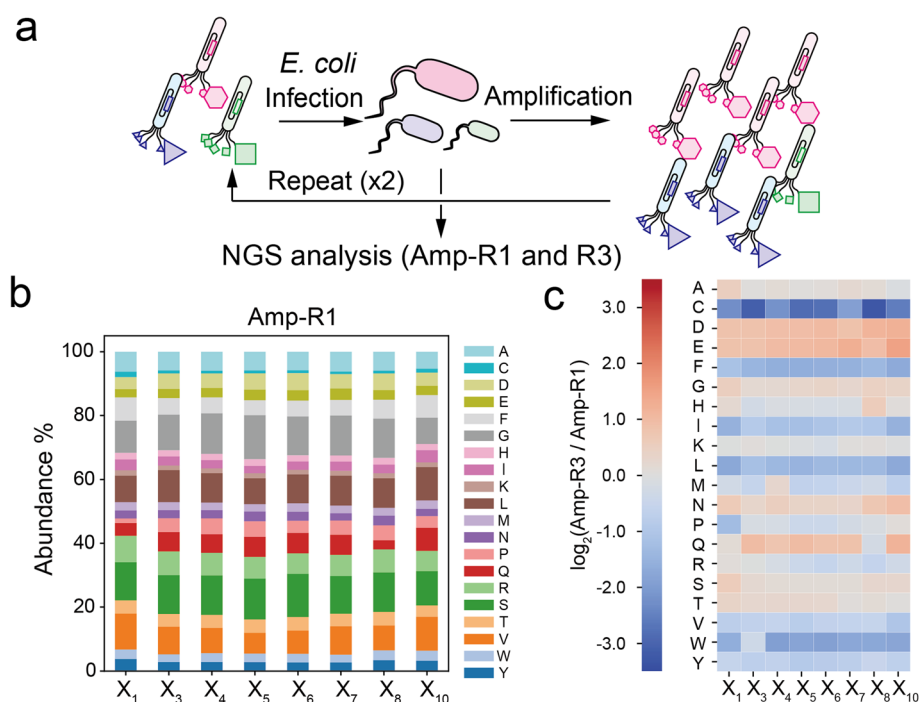 a
E. coli
Infection
Amplification
Repeat (x2)
NGS analysis (Amp-R1 and R3)
b
Amp-R1
Abundance %
100
80
60
40
20
0
X1 X3 X4 X5 X6 X7 X8 X10
A
C
D
E
F
G
H
I
K
L
M
N
P
Q
R
S
T
V
W
Y
c
3.0
2.0
1.0
0.0
-1.0
-2.0
-3.0
log2(Amp-R3 / Amp-R1)
A
C
D
E
F
G
H
I
K
L
M
N
P
Q
R
S
T
V
W
Y
X1 X3 X4 X5 X6 X7 X8 X10